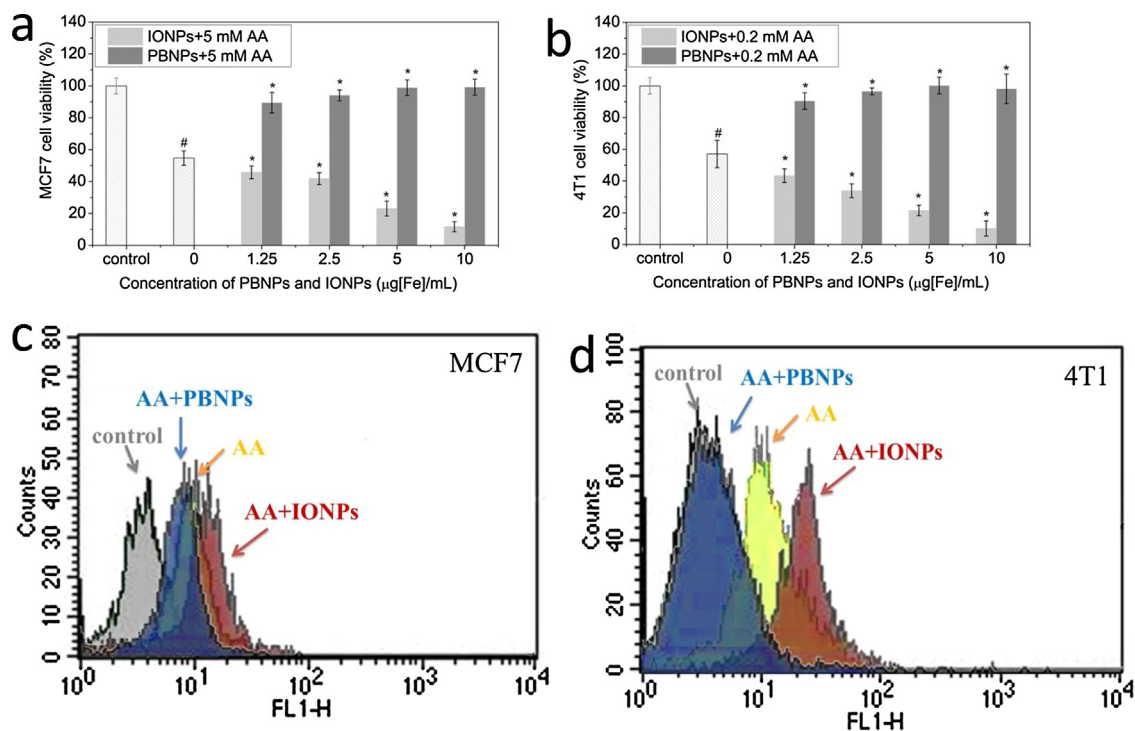 a
140
120
100
80
60
40
20
0
MCF7 cell viability (%)
IONPs+5 mM AA
PBNPs+5 mM AA
#
*
*
*
*
*
*
*
*
control
0
1.25
2.5
5
10
Concentration of PBNPs and IONPs (μg[Fe]/mL)
b
140
120
100
80
60
40
20
0
4T1 cell viability (%)
IONPs+0.2 mM AA
PBNPs+0.2 mM AA
#
*
*
*
*
*
*
*
*
control
0
1.25
2.5
5
10
Concentration of PBNPs and IONPs (μg[Fe]/mL)
c
80
70
60
50
40
30
20
10
0
Counts
MCF7
AA+PBNPs
control
AA
AA+IONPs
10⁰
10¹
10²
10³
10⁴
FL1-H
d
100
80
60
40
20
0
Counts
4T1
control
AA+PBNPs
AA
AA+IONPs
10⁰
10¹
10²
10³
10⁴
FL1-H